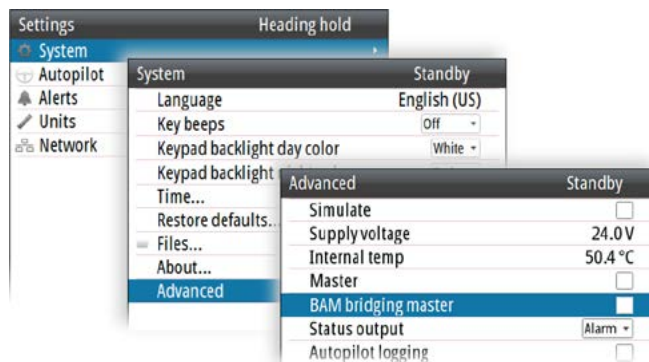 Settings Heading hold
System
Autopilot
Alerts
Units
Network
System Standby
Language English (US)
Key beeps Off
Keypad backlight day color White
Keypad backlight
Time...
Restore defaults...
Files...
About...
Advanced
Advanced Standby
Simulate
Supply voltage 24.0 V
Internal temp 50.4 °C
Master
BAM bridging master
Status output Alarm
Autopilot logging